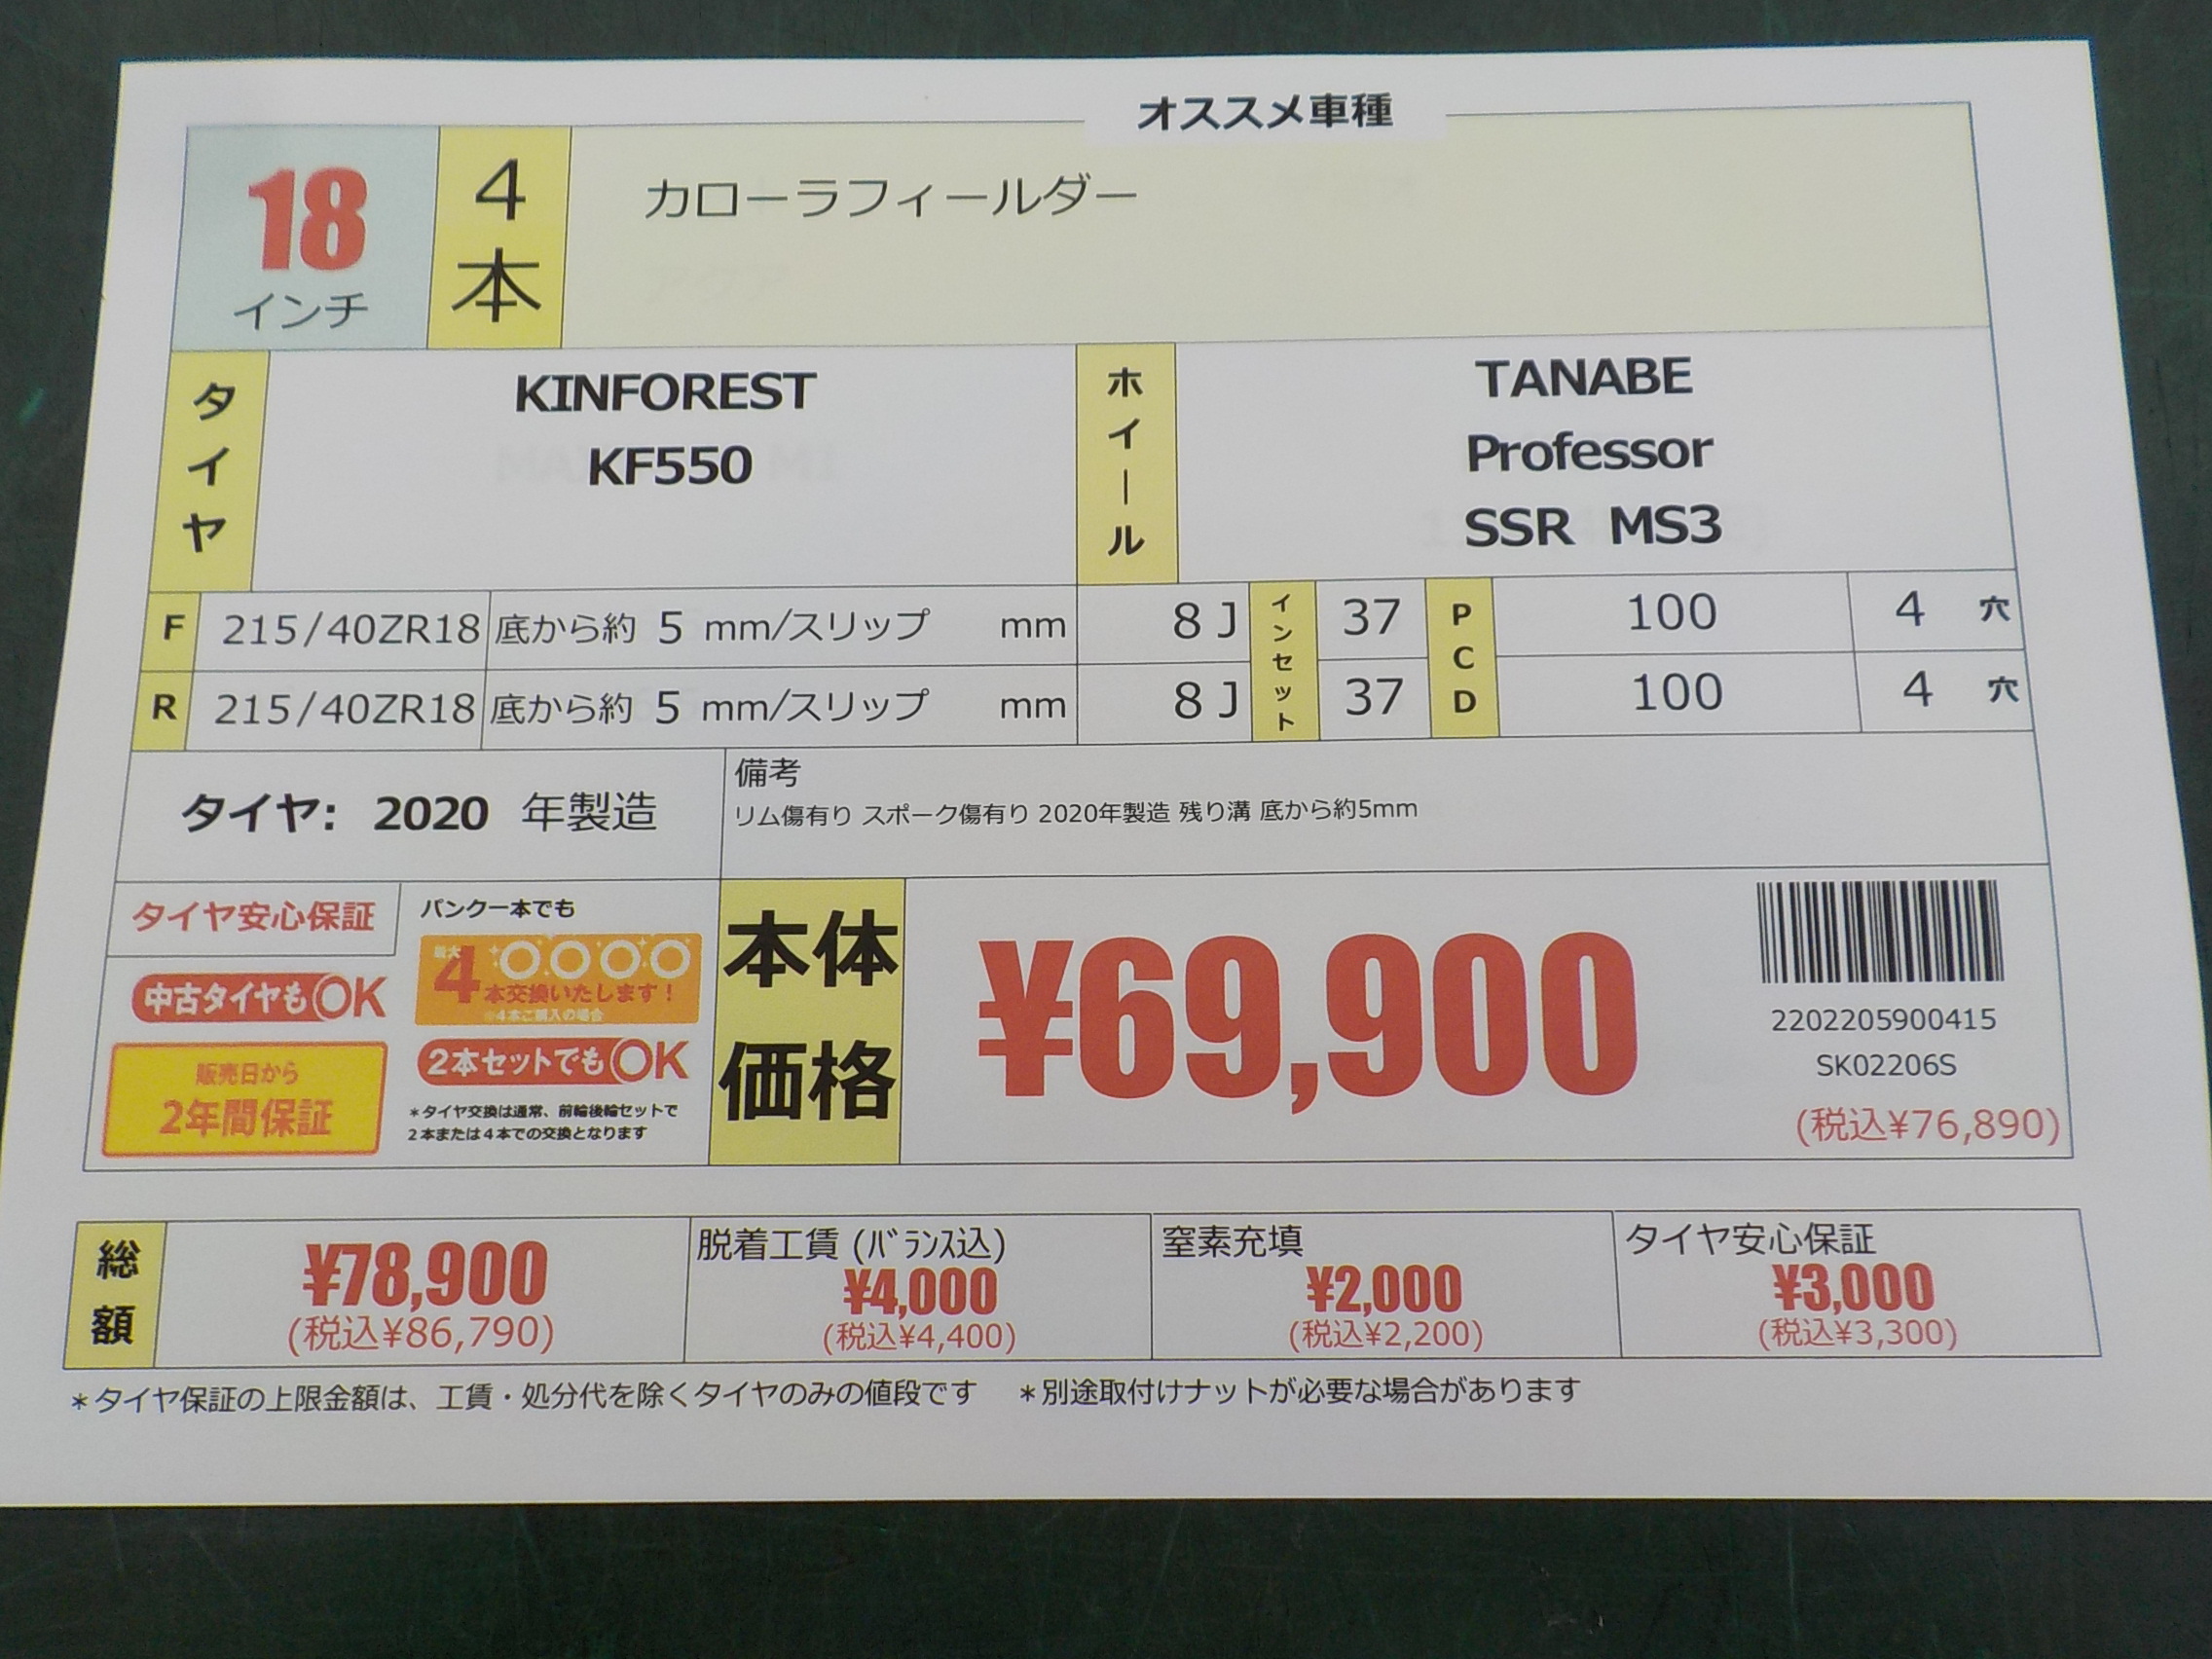 オススメ車種
18
インチ
4本
カローラフィールダー
タイヤ
KINFOREST
KF550
ホイール
TANABE
Professor
SSR MS3
F 215/40ZR18 底から約 5 mm/スリップ mm 8 J インセット 37 PCD 100 4 穴
R 215/40ZR18 底から約 5 mm/スリップ mm 8 J 37 100 4 穴
タイヤ: 2020 年製造
備考
リム傷有り スポーク傷有り 2020年製造 残り溝 底から約5mm
タイヤ安心保証
中古タイヤもOK
販売日から
2年間保証
パンク一本でも
最大4本交換いたします!
※4本ご購入の場合
2本セットでもOK
*タイヤ交換は通常、前輪後輪セットで
2本または4本での交換となります
本体
価格
¥69,900
2202205900415
SK02206S
(税込¥76,890)
総額
¥78,900
(税込¥86,790)
脱着工賃 (ﾊﾞﾗﾝｽ込)
¥4,000
(税込¥4,400)
窒素充填
¥2,000
(税込¥2,200)
タイヤ安心保証
¥3,000
(税込¥3,300)
*タイヤ保証の上限金額は、工賃・処分代を除くタイヤのみの値段です *別途取付けナットが必要な場合があります